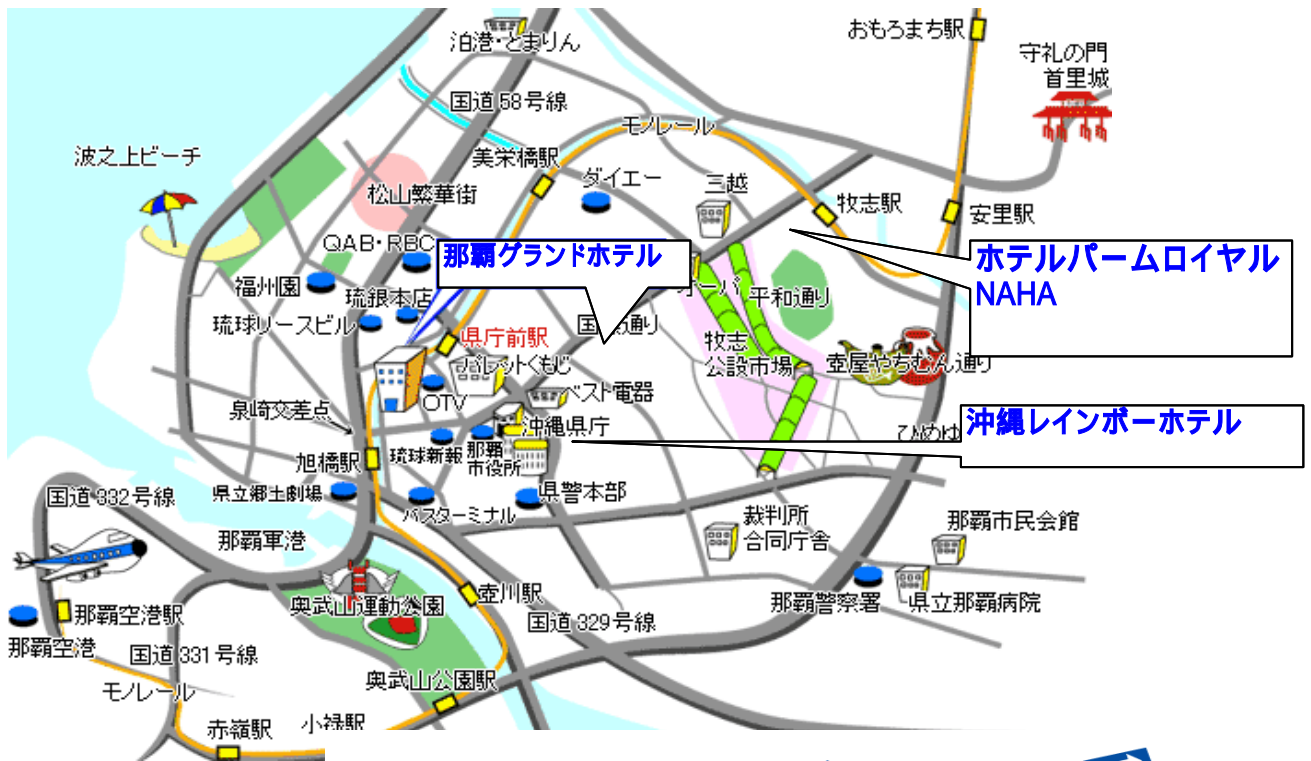 おもろまち駅
泊港・とまりん
守礼の門
首里城
国道58号線
モノレール
波之上ビーチ
美栄橋駅
ダイエー
三越
松山繁華街
牧志駅
安里駅
QAB・RBC
那覇グランドホテル
ホテルパームロイヤル
NAHA
福州園
琉銀本店
オーパ
平和通り
琉球リースビル
県庁前駅
通り
牧志
公設市場
壺屋やちむん通り
パレットくもじ
ベスト電器
OTV
泉崎交差点
沖縄県庁
ひめゆ
沖縄レインボーホテル
旭橋駅
琉球新報
那覇
市役所
県立郷土劇場
県警本部
国道332号線
バスターミナル
裁判所
合同庁舎
那覇市民会館
那覇軍港
壺川駅
奥武山運動公園
那覇警察署
県立那覇病院
那覇空港駅
国道329号線
那覇空港
国道331号線
奥武山公園駅
モノレール
小禄駅
赤嶺駅